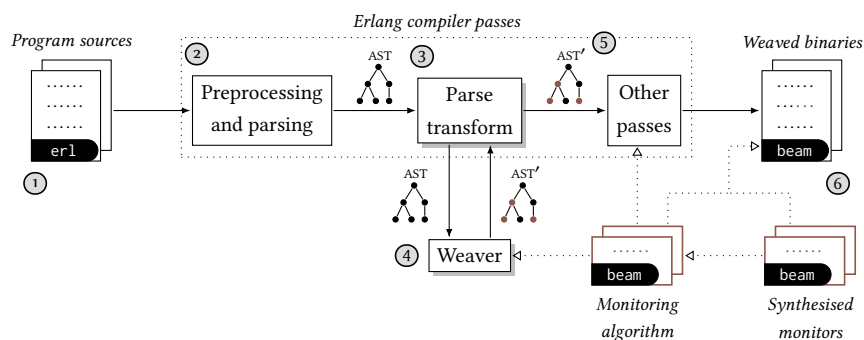 Erlang compiler passes
Program sources
Weaved binaries
2
AST
3
AST′
5
Preprocessing
and parsing
Parse
transform
Other
passes
erl
beam
1
6
AST
AST′
4
Weaver
beam
beam
Monitoring
algorithm
Synthesised
monitors